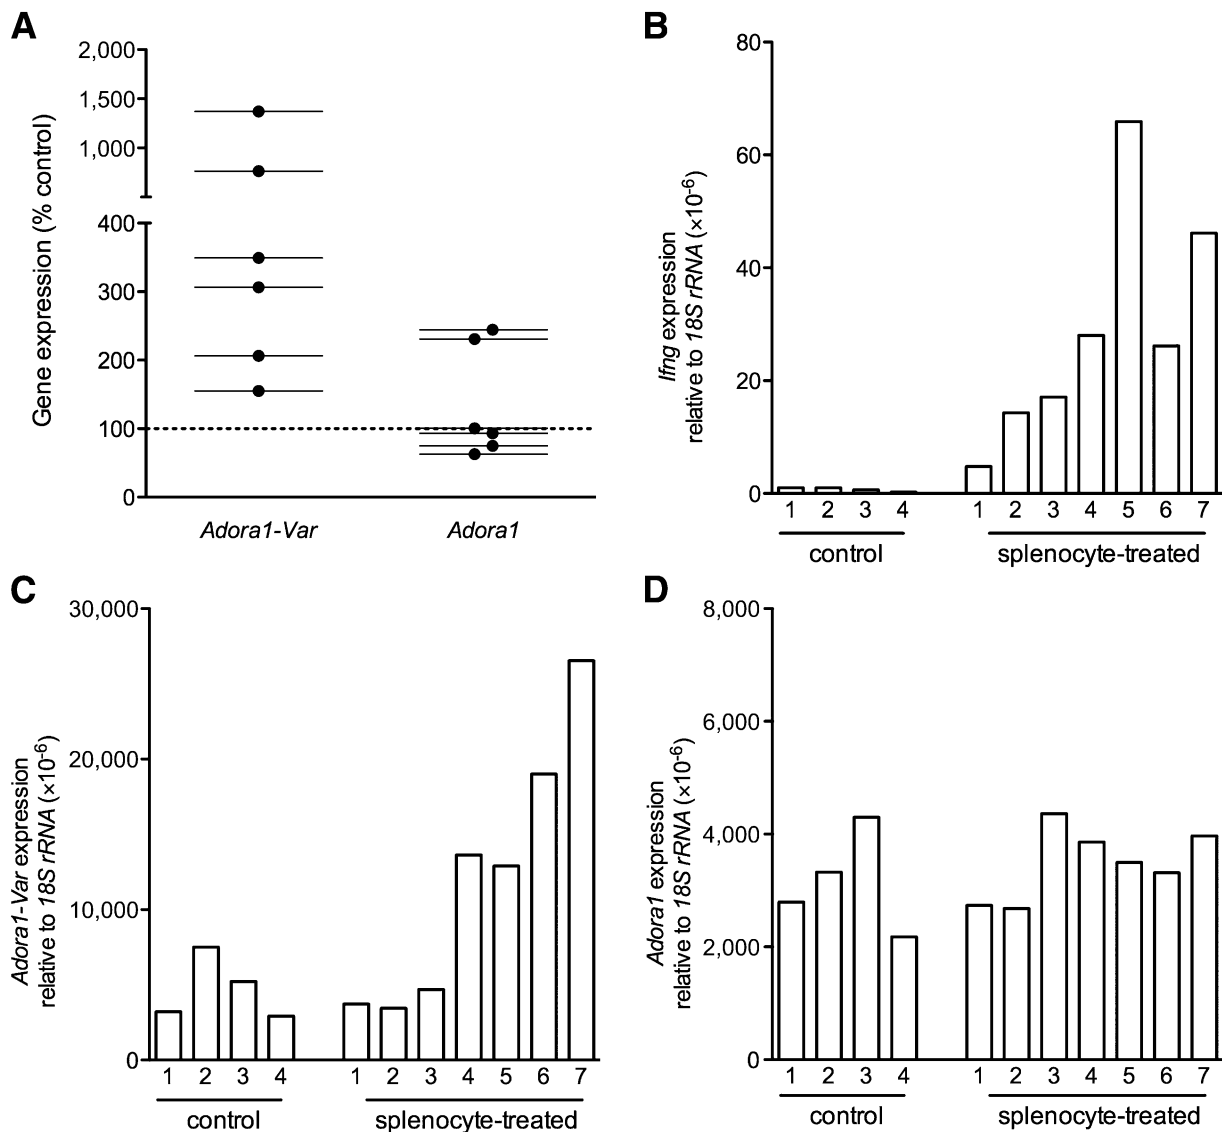 A
Gene expression (% control)
2,000
1,500
1,000
400
300
200
100
0
Adora1-Var Adora1
B
Ifng expression
relative to 18S rRNA (×10-6)
80
60
40
20
0
1 2 3 4 1 2 3 4 5 6 7
control splenocyte-treated
C
Adora1-Var expression
relative to 18S rRNA (×10-6)
30,000
20,000
10,000
0
1 2 3 4 1 2 3 4 5 6 7
control splenocyte-treated
D
Adora1 expression
relative to 18S rRNA (×10-6)
8,000
6,000
4,000
2,000
0
1 2 3 4 1 2 3 4 5 6 7
control splenocyte-treated